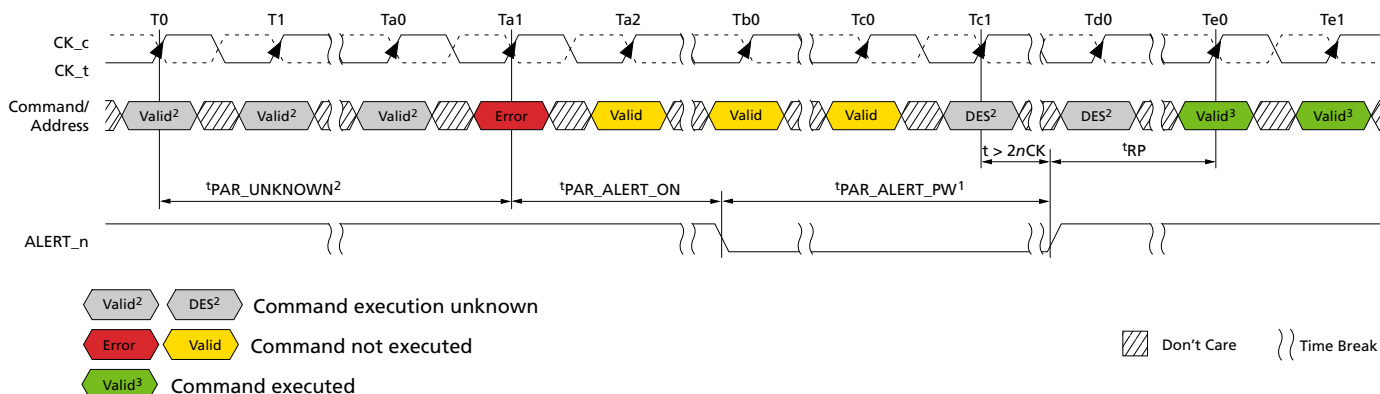 T0 T1 Ta0 Ta1 Ta2 Tb0 Tc0 Tc1 Td0 Te0 Te1
CK_c
CK_t
Command/
Address
Valid² Valid² Valid² Error Valid Valid Valid DES² DES² Valid³ Valid³
t > 2nCK tRP
tPAR_UNKNOWN² tPAR_ALERT_ON tPAR_ALERT_PW¹
ALERT_n
Valid² DES² Command execution unknown
Error Valid Command not executed
Don't Care Time Break
Valid³ Command executed